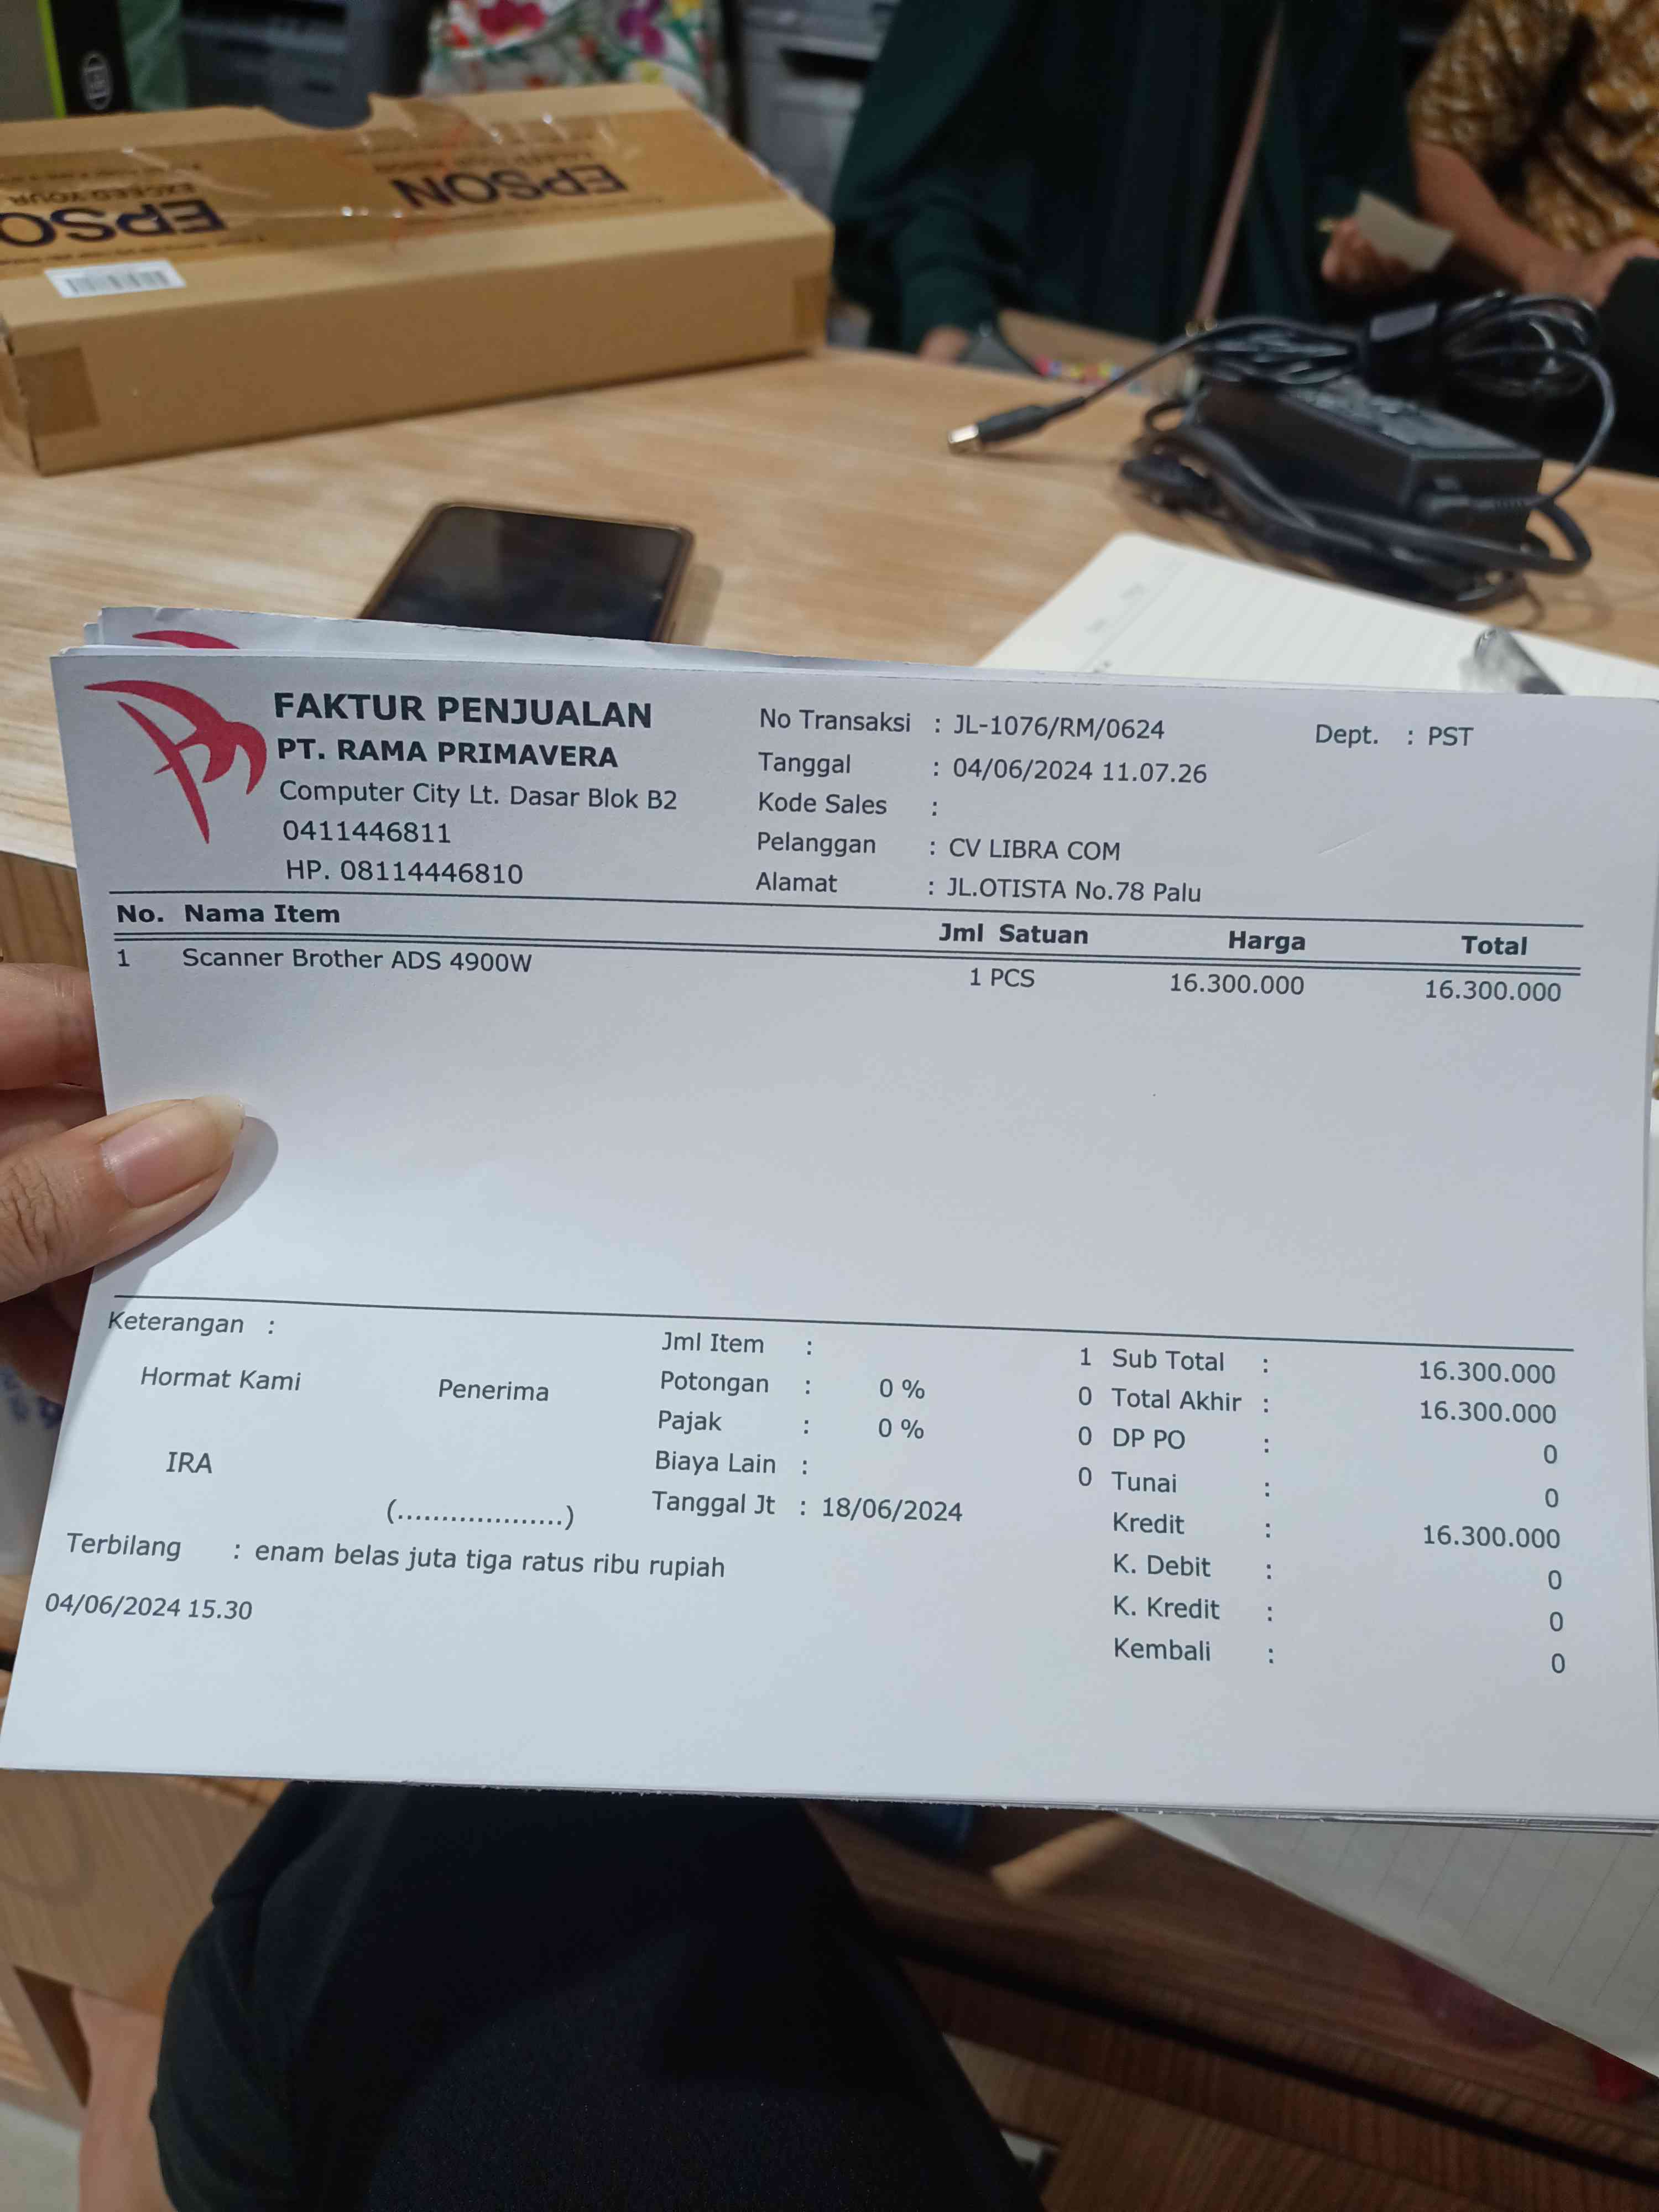 EPSON
EPSO
EXCEED YOUR
FAKTUR PENJUALAN
PT. RAMA PRIMAVERA
Computer City Lt. Dasar Blok B2
0411446811
HP. 08114446810
No Transaksi : JL-1076/RM/0624 Dept. : PST
Tanggal : 04/06/2024 11.07.26
Kode Sales :
Pelanggan : CV LIBRA COM
Alamat : JL.OTISTA No.78 Palu
No. Nama Item Jml Satuan Harga Total
1 Scanner Brother ADS 4900W 1 PCS 16.300.000 16.300.000
Keterangan :
Hormat Kami Penerima
IRA
(...................)
Jml Item : 1
Potongan : 0 % 0
Pajak : 0 % 0
Biaya Lain : 0
Tanggal Jt : 18/06/2024
Sub Total : 16.300.000
Total Akhir : 16.300.000
DP PO : 0
Tunai : 0
Kredit : 16.300.000
K. Debit : 0
K. Kredit : 0
Kembali : 0
Terbilang : enam belas juta tiga ratus ribu rupiah
04/06/2024 15.30